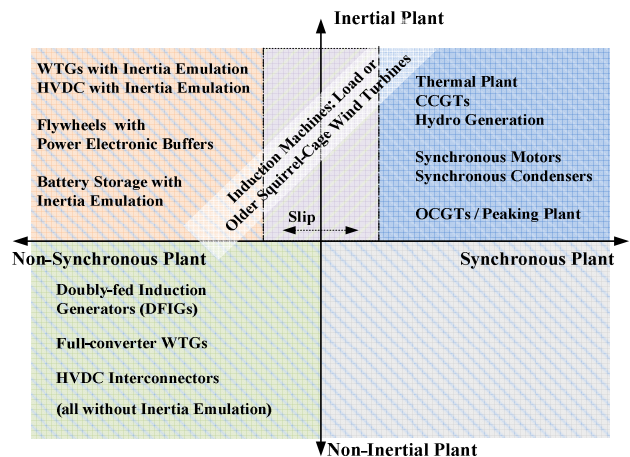 Inertial Plant
WTGs with Inertia Emulation
HVDC with Inertia Emulation
Flywheels with
Power Electronic Buffers
Battery Storage with
Inertia Emulation
Induction Machines; Load or
Older Squirrel-Cage Wind Turbines
Slip
Thermal Plant
CCGTs
Hydro Generation
Synchronous Motors
Synchronous Condensers
OCGTs / Peaking Plant
Non-Synchronous Plant
Synchronous Plant
Doubly-fed Induction
Generators (DFIGs)
Full-converter WTGs
HVDC Interconnectors
(all without Inertia Emulation)
Non-Inertial Plant